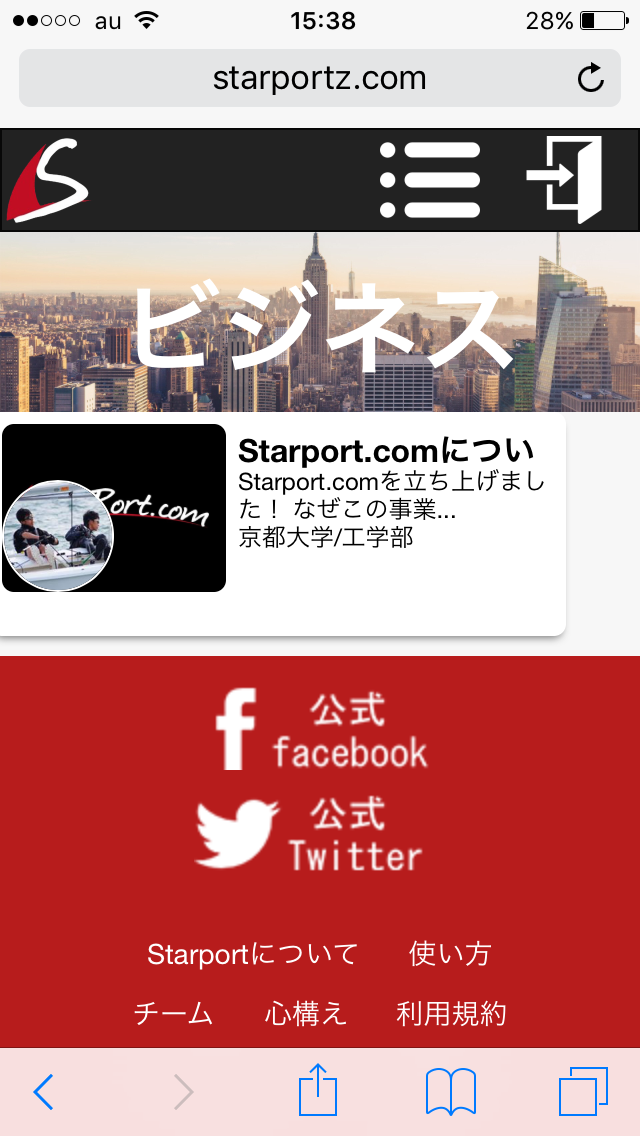 au 15:38 28%
starportz.com
S
ビジネス
Port.com
Starport.comについ
Starport.comを立ち上げまし
た！ なぜこの事業...
京都大学/工学部
公式
facebook
公式
Twitter
Starportについて 使い方
チーム 心構え 利用規約